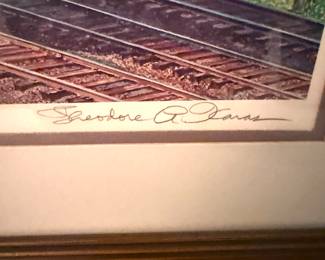 Theodore A. Xaras